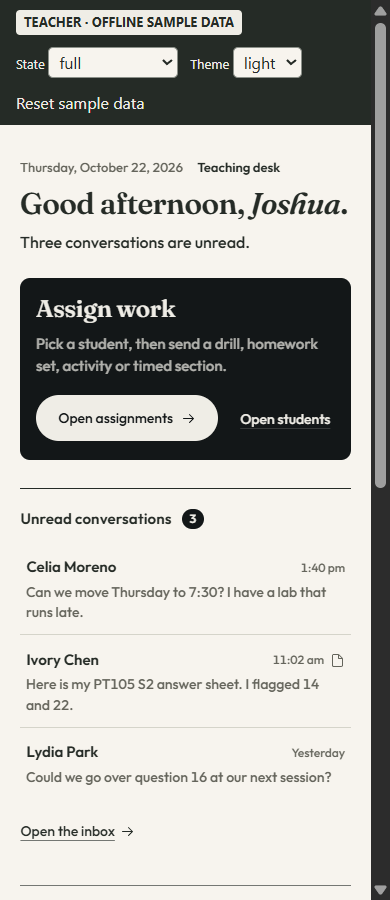 TEACHER · OFFLINE SAMPLE DATA
State full Theme light
Reset sample data
Thursday, October 22, 2026 Teaching desk
Good afternoon, Joshua.
Three conversations are unread.
Assign work
Pick a student, then send a drill, homework
set, activity or timed section.
Open assignments → Open students
Unread conversations 3
Celia Moreno 1:40 pm
Can we move Thursday to 7:30? I have a lab that
runs late.
Ivory Chen 11:02 am
Here is my PT105 S2 answer sheet. I flagged 14
and 22.
Lydia Park Yesterday
Could we go over question 16 at our next session?
Open the inbox →